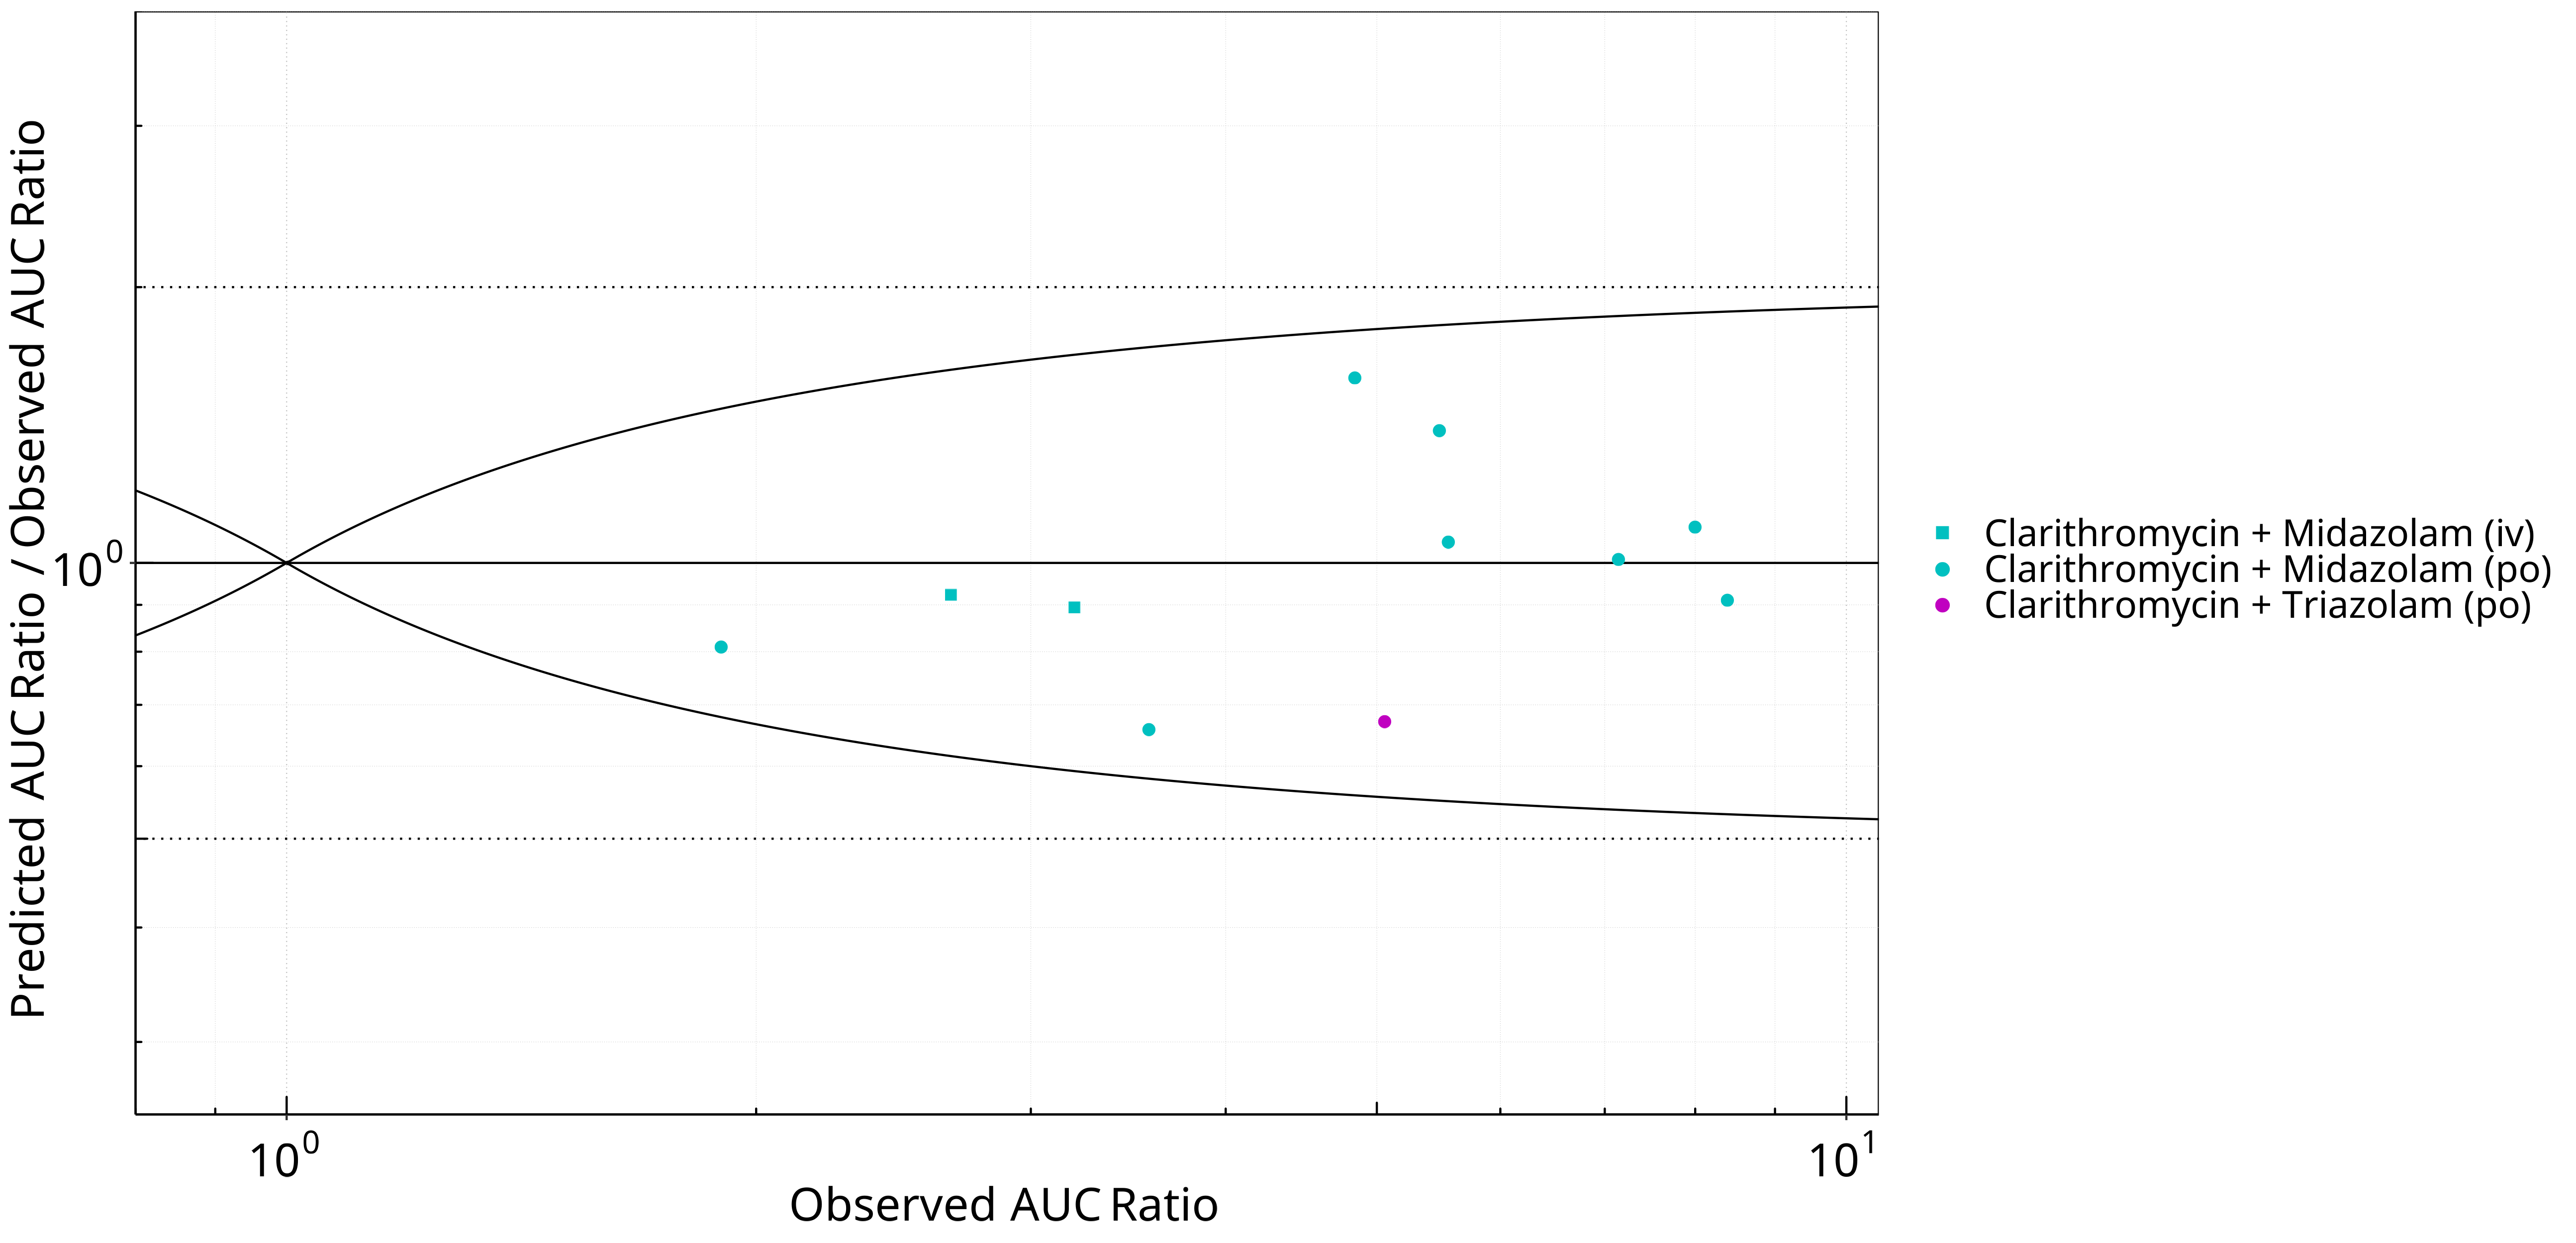 Predicted AUC Ratio / Observed AUC Ratio
10^0
10^0
10^1
Observed AUC Ratio
Clarithromycin + Midazolam (iv)
Clarithromycin + Midazolam (po)
Clarithromycin + Triazolam (po)